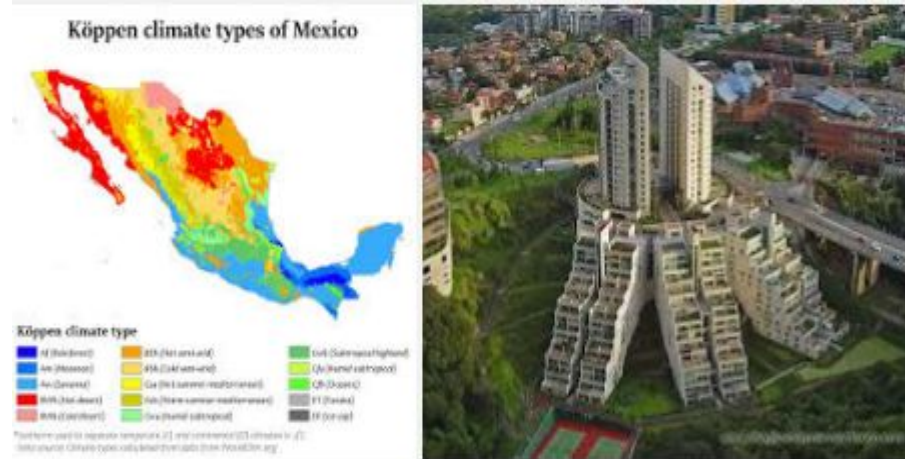 Köppen climate types of Mexico
Köppen climate type
Af (Rainforest)
Am (Monsoon)
Aw (Savanna)
BWh (Hot desert)
BWk (Cold desert)
BSh (Hot semi-arid)
BSk (Cold semi-arid)
Csa (Hot summer mediterranean)
Csb (Warm summer mediterranean)
Cwa (Humid subtropical)
Cwb (Subtropical highland)
Cfa (Humid subtropical)
Cfb (Oceanic)
ET (Tundra)
EF (Ice cap)